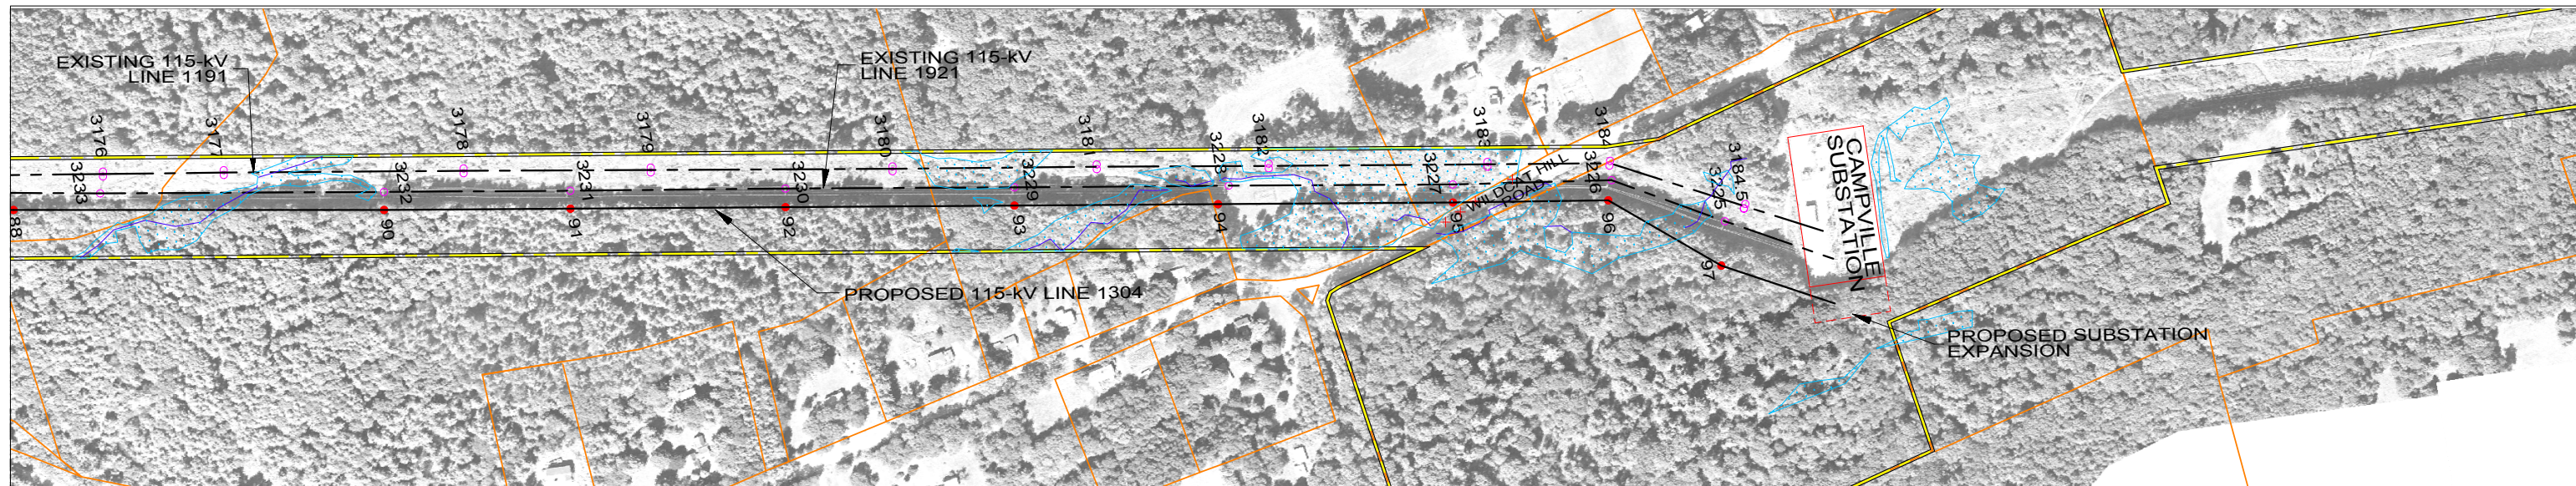 EXISTING 115-kV
LINE 1191
EXISTING 115-kV
LINE 1921
3176
3177
3178
3179
3180
318
3182
3183
3184
3184.5
3233
3232
3231
3230
3229
3228
3227
3226
3225
88
90
91
92
93
94
95
96
97
WILDCAT HILL
ROAD
CAMPVILLE
SUBSTATION
PROPOSED 115-kV LINE 1304
PROPOSED SUBSTATION
EXPANSION